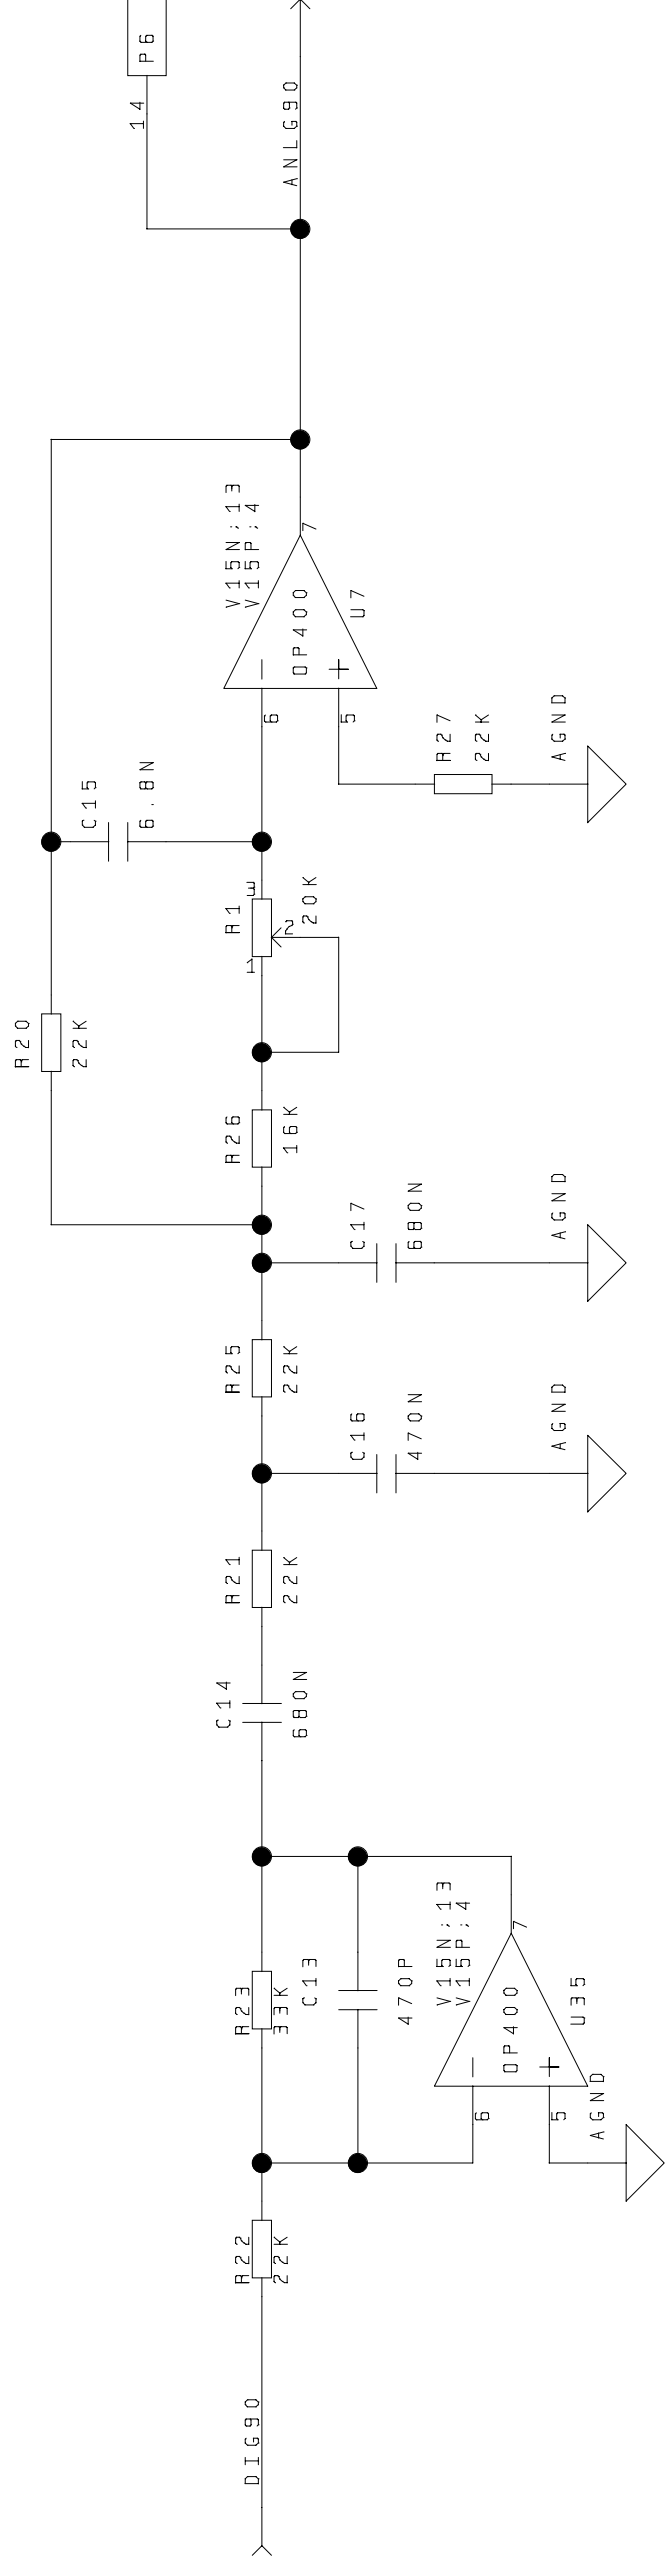 P6
14
ANLG90
V15N;13
V15P;4
7
OP400
U7
6
5
R27
22K
AGND
C15
6.8N
R1
3
2
1
20K
R20
22K
R26
16K
C17
680N
AGND
R25
22K
C16
470N
AGND
R21
22K
C14
680N
R23
33K
C13
470P
V15N;13
V15P;4
7
OP400
U35
6
5
AGND
R22
22K
DIG90